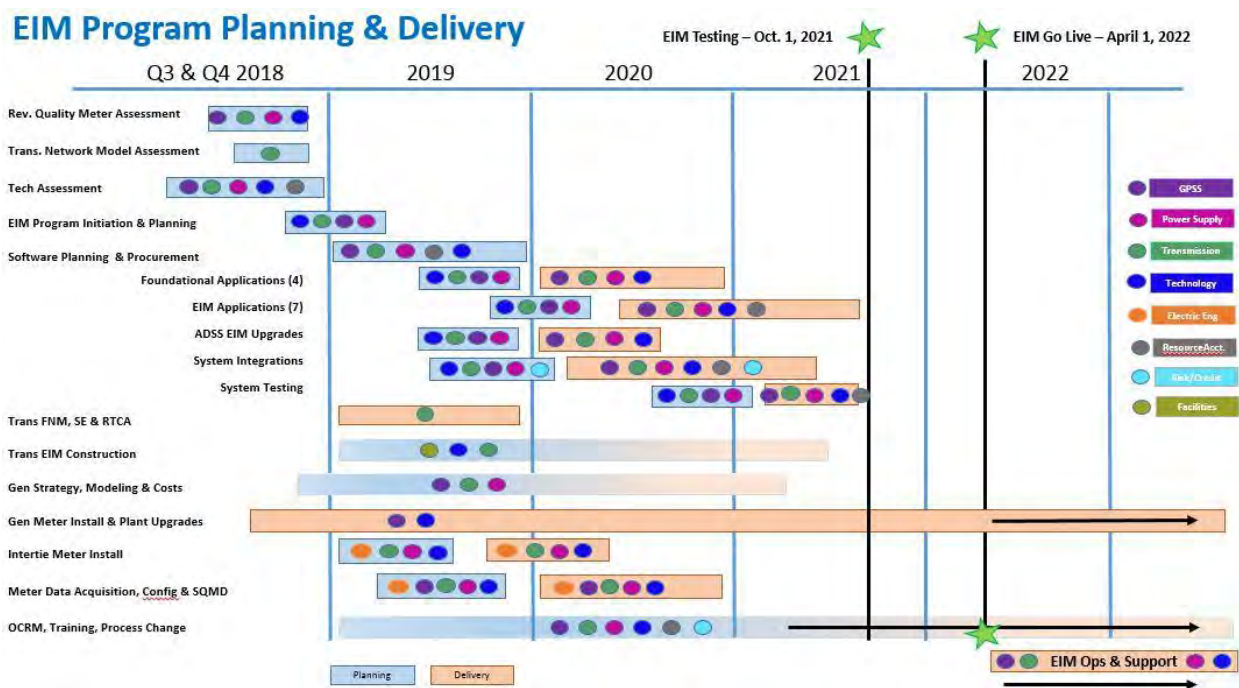 EIM Program Planning & Delivery
EIM Testing – Oct. 1, 2021
EIM Go Live – April 1, 2022
Q3 & Q4 2018
2019
2020
2021
2022
Rev. Quality Meter Assessment
Trans. Network Model Assessment
Tech Assessment
EIM Program Initiation & Planning
Software Planning & Procurement
Foundational Applications (4)
EIM Applications (7)
ADSS EIM Upgrades
System Integrations
System Testing
Trans FNM, SE & RTCA
Trans EIM Construction
Gen Strategy, Modeling & Costs
Gen Meter Install & Plant Upgrades
Intertie Meter Install
Meter Data Acquisition, Config & SQMD
OCRM, Training, Process Change
GPSS
Power Supply
Transmission
Technology
Electric Eng
ResourceAcct.
Risk/Credit
Facilities
Planning
Delivery
EIM Ops & Support